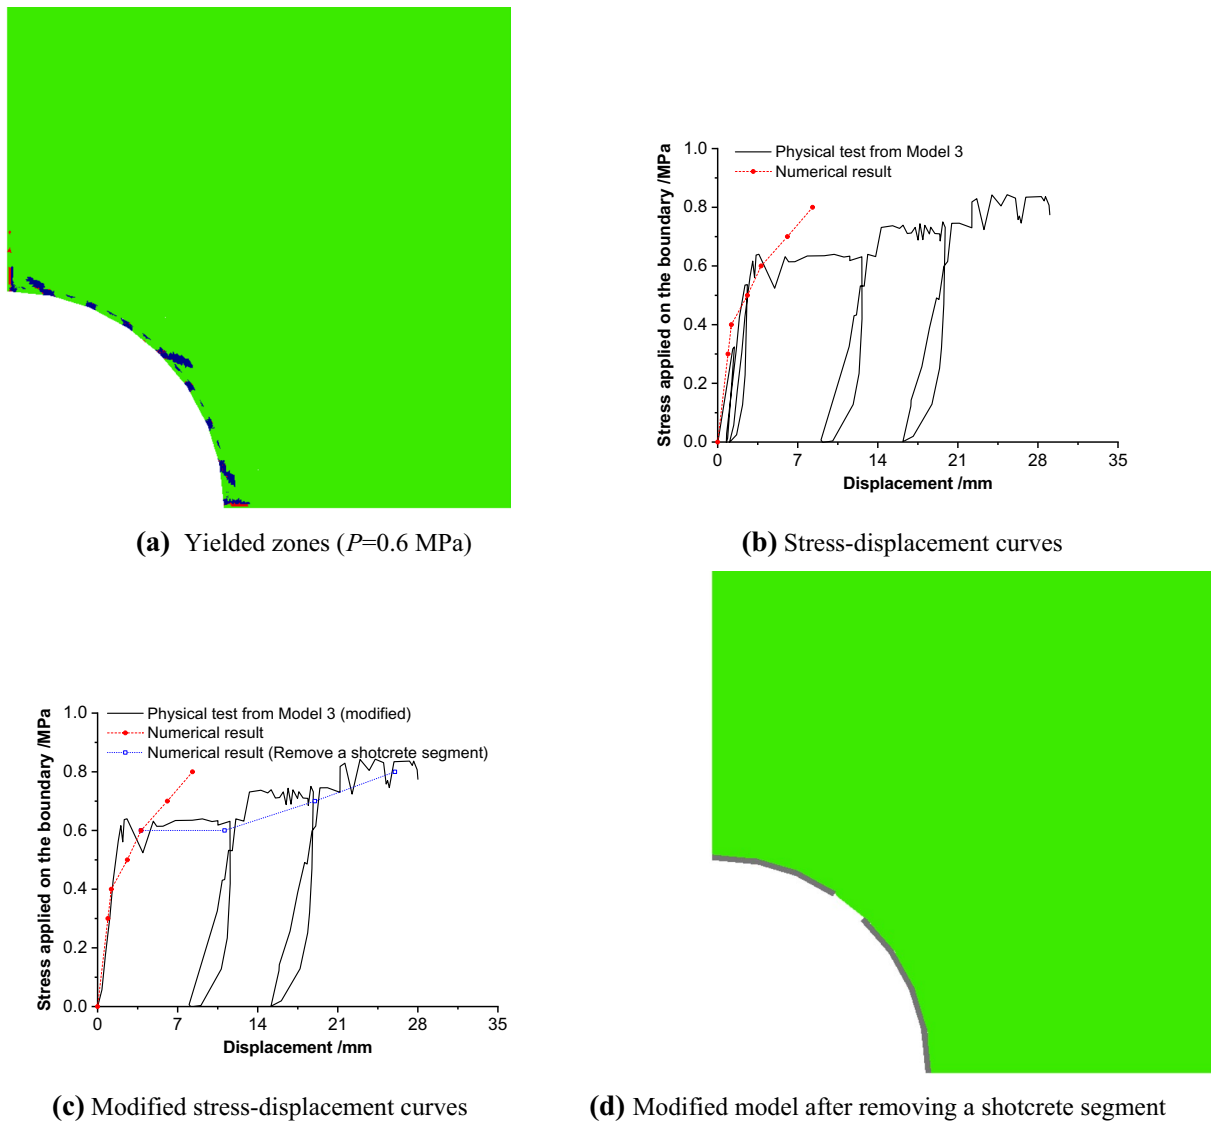 (a) Yielded zones (P=0.6 MPa)
Stress applied on the boundary /MPa
1.0
0.8
0.6
0.4
0.2
0.0
Physical test from Model 3
Numerical result
0 7 14 21 28 35
Displacement /mm
(b) Stress-displacement curves
Stress applied on the boundary /MPa
1.0
0.8
0.6
0.4
0.2
0.0
Physical test from Model 3 (modified)
Numerical result
Numerical result (Remove a shotcrete segment)
0 7 14 21 28 35
Displacement /mm
(c) Modified stress-displacement curves
(d) Modified model after removing a shotcrete segment